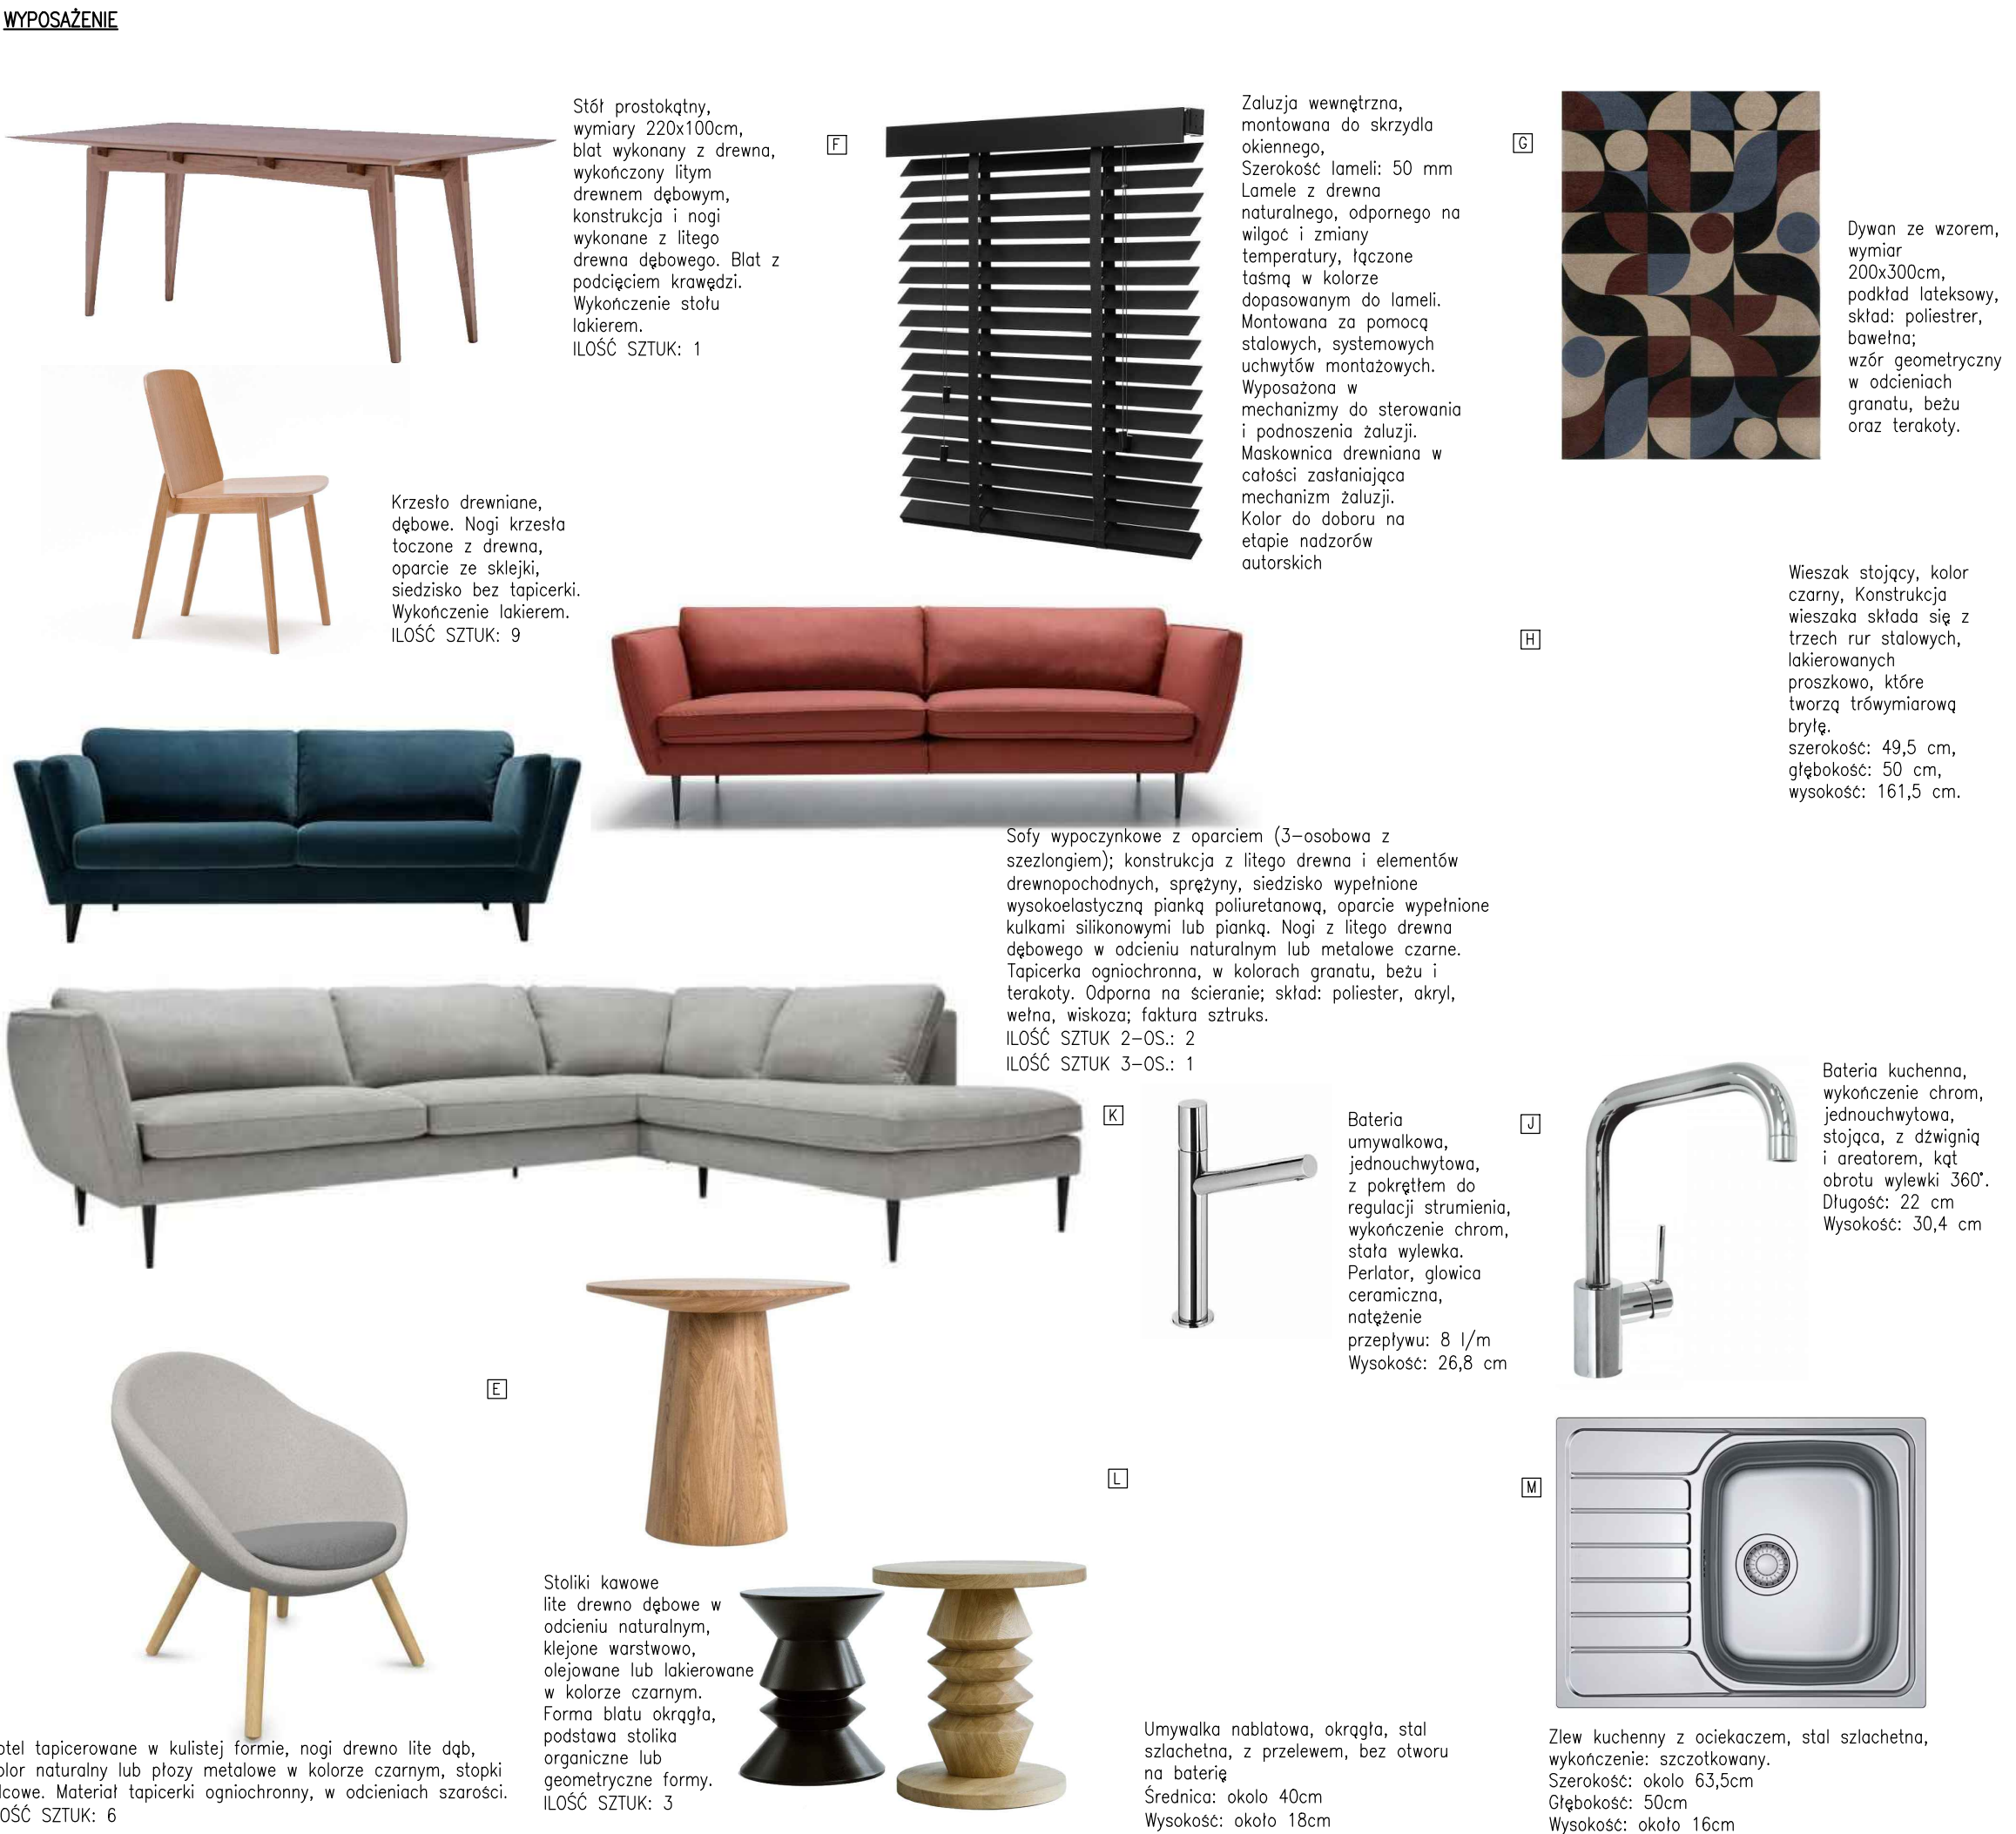 WYPOSAŻENIE
Stół prostokątny,
wymiary 220x100cm,
blat wykonany z drewna,
wykończony litym
drewnem dębowym,
konstrukcja i nogi
wykonane z litego
drewna dębowego. Blat z
podcięciem krawędzi.
Wykończenie stołu
lakierem.
ILOŚĆ SZTUK: 1
F
Zaluzja wewnętrzna,
montowana do skrzydla
okiennego,
Szerokość lameli: 50 mm
Lamele z drewna
naturalnego, odpornego na
wilgoć i zmiany
temperatury, łączone
taśmą w kolorze
dopasowanym do lameli.
Montowana za pomocą
stalowych, systemowych
uchwytów montażowych.
Wyposażona w
mechanizmy do sterowania
i podnoszenia żaluzji.
Maskownica drewniana w
całości zasłaniająca
mechanizm żaluzji.
Kolor do doboru na
etapie nadzorów
autorskich
G
Dywan ze wzorem,
wymiar
200x300cm,
podkład lateksowy,
skład: poliestrer,
bawełna;
wzór geometryczny
w odcieniach
granatu, beżu
oraz terakoty.
Krzesło drewniane,
dębowe. Nogi krzesła
toczone z drewna,
oparcie ze sklejki,
siedzisko bez tapicerki.
Wykończenie lakierem.
ILOŚĆ SZTUK: 9
H
Wieszak stojący, kolor
czarny, Konstrukcja
wieszaka składa się z
trzech rur stalowych,
lakierowanych
proszkowo, które
tworzą trówymiarową
bryłę.
szerokość: 49,5 cm,
głębokość: 50 cm,
wysokość: 161,5 cm.
Sofy wypoczynkowe z oparciem (3-osobowa z
szezlongiem); konstrukcja z litego drewna i elementów
drewnopochodnych, sprężyny, siedzisko wypełnione
wysokoelastyczną pianką poliuretanową, oparcie wypełnione
kulkami silikonowymi lub pianką. Nogi z litego drewna
dębowego w odcieniu naturalnym lub metalowe czarne.
Tapicerka ogniochronna, w kolorach granatu, beżu i
terakoty. Odporna na ścieranie; skład: poliester, akryl,
wełna, wiskoza; faktura sztruks.
ILOŚĆ SZTUK 2-OS.: 2
ILOŚĆ SZTUK 3-OS.: 1
K
Bateria
umywalkowa,
jednouchwytowa,
z pokrętłem do
regulacji strumienia,
wykończenie chrom,
stała wylewka.
Perlator, glowica
ceramiczna,
natężenie
przepływu: 8 l/m
Wysokość: 26,8 cm
J
Bateria kuchenna,
wykończenie chrom,
jednouchwytowa,
stojąca, z dźwignią
i areatorem, kąt
obrotu wylewki 360°.
Długość: 22 cm
Wysokość: 30,4 cm
E
otel tapicerowane w kulistej formie, nogi drewno lite dąb,
olor naturalny lub płozy metalowe w kolorze czarnym, stopki
lcowe. Materiał tapicerki ogniochronny, w odcieniach szarości.
OŚĆ SZTUK: 6
Stoliki kawowe
lite drewno dębowe w
odcieniu naturalnym,
klejone warstwowo,
olejowane lub lakierowane
w kolorze czarnym.
Forma blatu okrągła,
podstawa stolika
organiczne lub
geometryczne formy.
ILOŚĆ SZTUK: 3
L
Umywalka nablatowa, okrągła, stal
szlachetna, z przelewem, bez otworu
na baterię
Średnica: okolo 40cm
Wysokość: około 18cm
M
Zlew kuchenny z ociekaczem, stal szlachetna,
wykończenie: szczotkowany.
Szerokość: okolo 63,5cm
Głębokość: 50cm
Wysokość: około 16cm